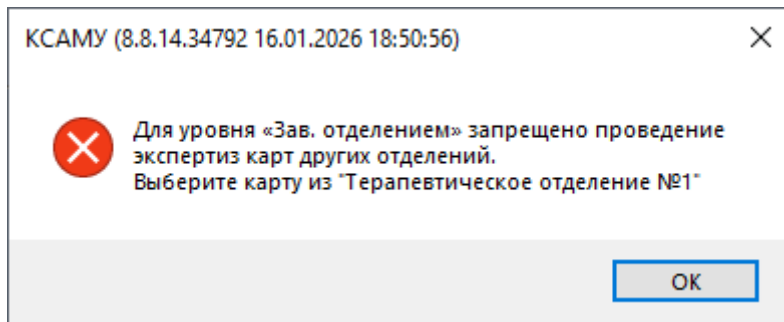 КСАМУ (8.8.14.34792 16.01.2026 18:50:56)
Для уровня «Зав. отделением» запрещено проведение
экспертиз карт других отделений.
Выберите карту из "Терапевтическое отделение №1"
ОК